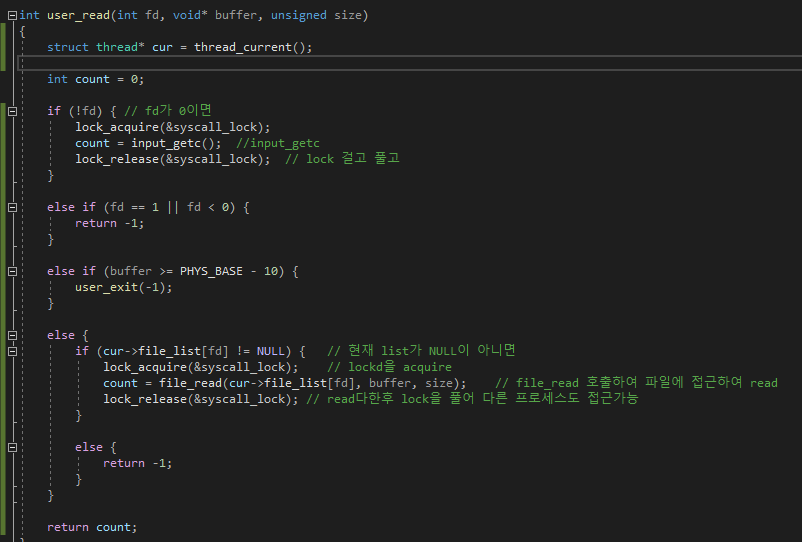 int user_read(int fd, void* buffer, unsigned size)
{
    struct thread* cur = thread_current();

    int count = 0;

    if (!fd) { // fd가 0이면
        lock_acquire(&syscall_lock);
        count = input_getc();  //input_getc
        lock_release(&syscall_lock);  // lock 걸고 풀고
    }

    else if (fd == 1 || fd < 0) {
        return -1;
    }

    else if (buffer >= PHYS_BASE - 10) {
        user_exit(-1);
    }

    else {
        if (cur->file_list[fd] != NULL) {   // 현재 list가 NULL이 아니면
            lock_acquire(&syscall_lock);    // lockd을 acquire
            count = file_read(cur->file_list[fd], buffer, size);    // file_read 호출하여 파일에 접근하여 read
            lock_release(&syscall_lock); // read다한후 lock을 풀어 다른 프로세스도 접근가능
        }

        else {
            return -1;
        }
    }

    return count;
}